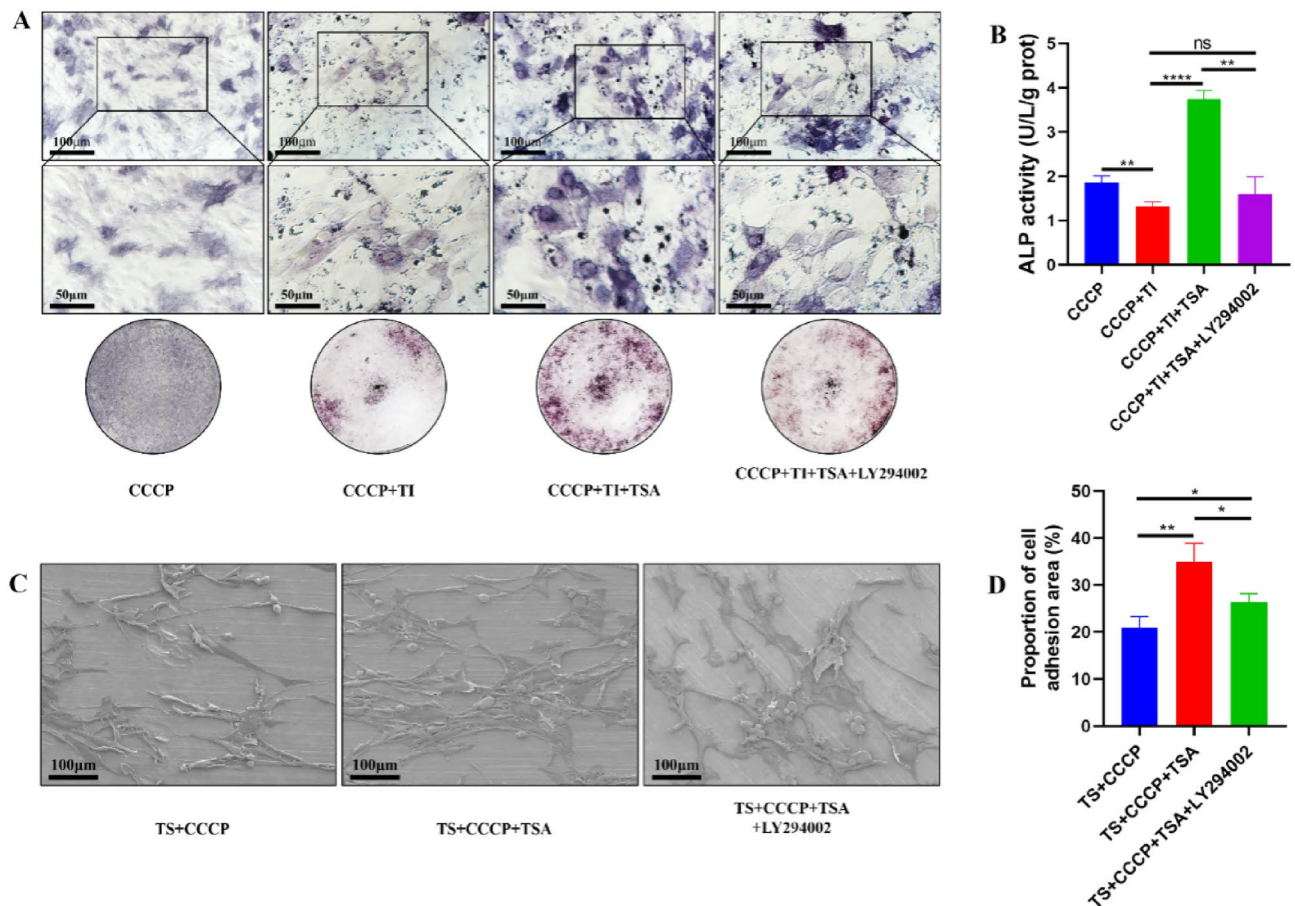 A
100μm
100μm
100μm
100μm
50μm
50μm
50μm
50μm
CCCP
CCCP+TI
CCCP+TI+TSA
CCCP+TI+TSA+LY294002
B
ALP activity (U/L/g prot)
5
4
3
2
1
0
ns
****
**
**
CCCP
CCCP+TI
CCCP+TI+TSA
CCCP+TI+TSA+LY294002
C
100μm
100μm
100μm
TS+CCCP
TS+CCCP+TSA
TS+CCCP+TSA
+LY294002
D
Proportion of cell
adhesion area (%)
50
40
30
20
10
0
*
*
**
TS+CCCP
TS+CCCP+TSA
TS+CCCP+TSA+LY294002